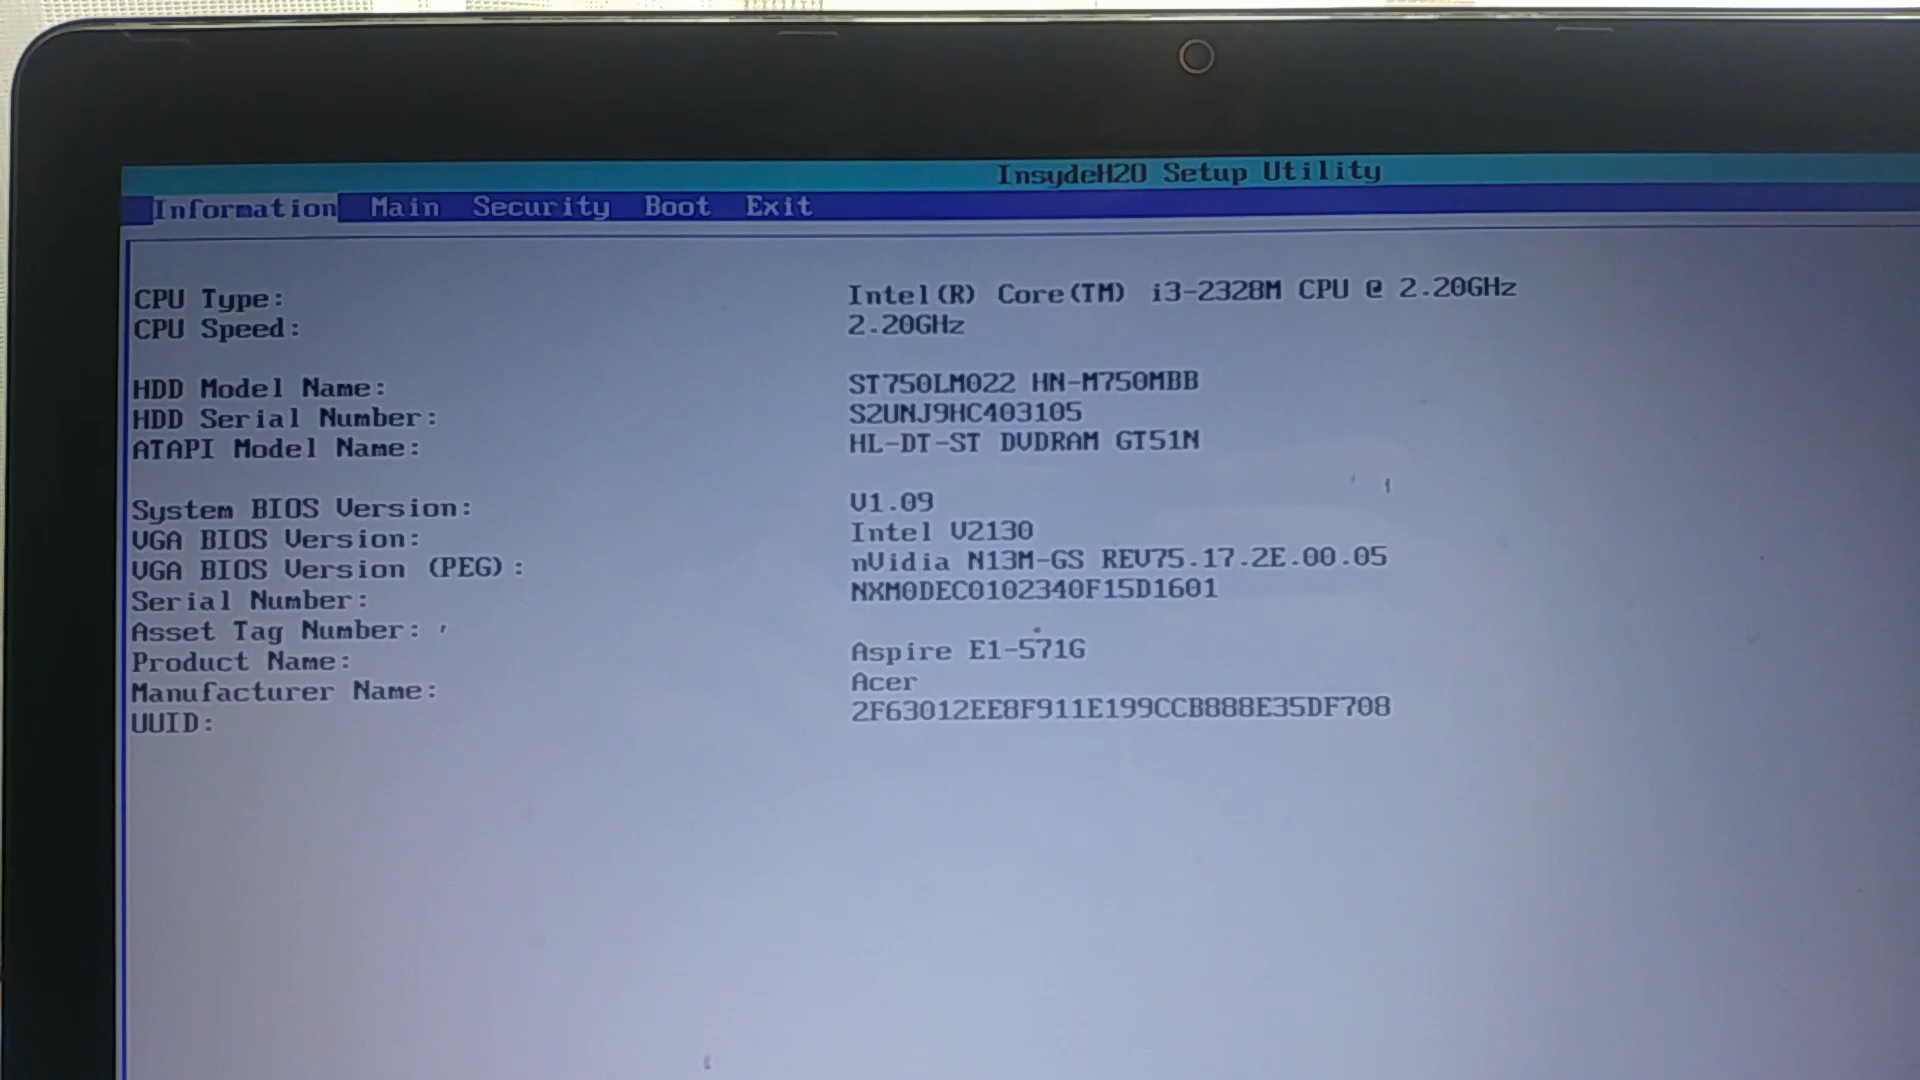 InsydeH20 Setup Utility
Information Main Security Boot Exit
CPU Type: Intel(R) Core(TM) i3-2328M CPU @ 2.20GHz
CPU Speed: 2.20GHz
HDD Model Name: ST750LM022 HN-M750MBB
HDD Serial Number: S2UNJ9HC403105
ATAPI Model Name: HL-DT-ST DVDRAM GT51N
System BIOS Version: V1.09
VGA BIOS Version: Intel V2130
VGA BIOS Version (PEG): nVidia N13M-GS REV75.17.2E.00.05
Serial Number: NXM0DEC0102340F15D1601
Asset Tag Number:
Product Name: Aspire E1-571G
Manufacturer Name: Acer
UUID: 2F63012EE8F911E199CCB888E35DF708